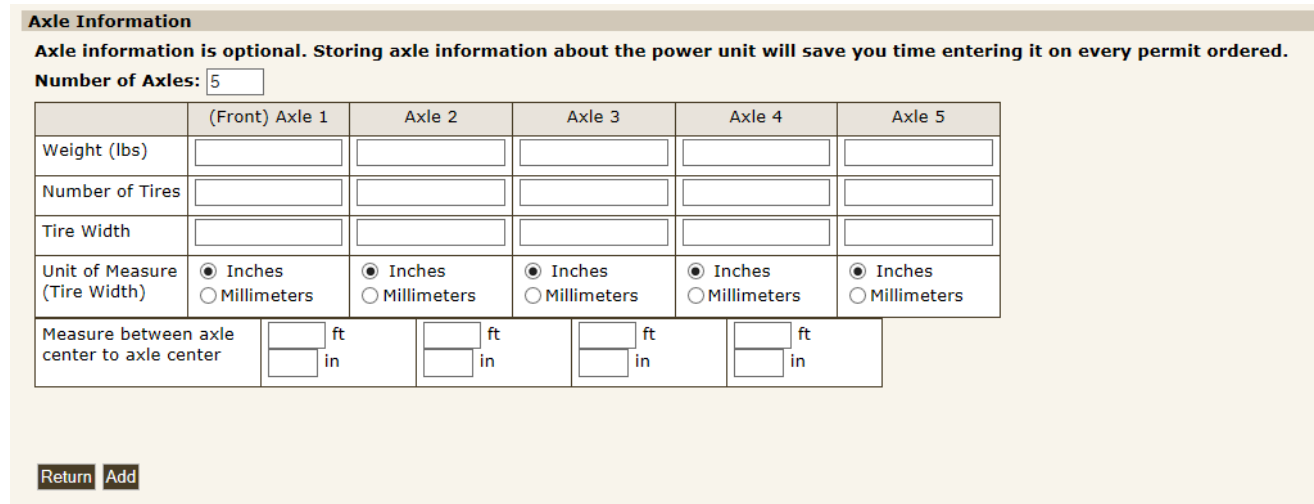 Axle Information
Axle information is optional. Storing axle information about the power unit will save you time entering it on every permit ordered.
Number of Axles: 5
(Front) Axle 1 Axle 2 Axle 3 Axle 4 Axle 5
Weight (lbs)
Number of Tires
Tire Width
Unit of Measure
(Tire Width)
Inches Inches Inches Inches Inches
Millimeters Millimeters Millimeters Millimeters Millimeters
Measure between axle
center to axle center
ft ft ft ft
in in in in
Return Add